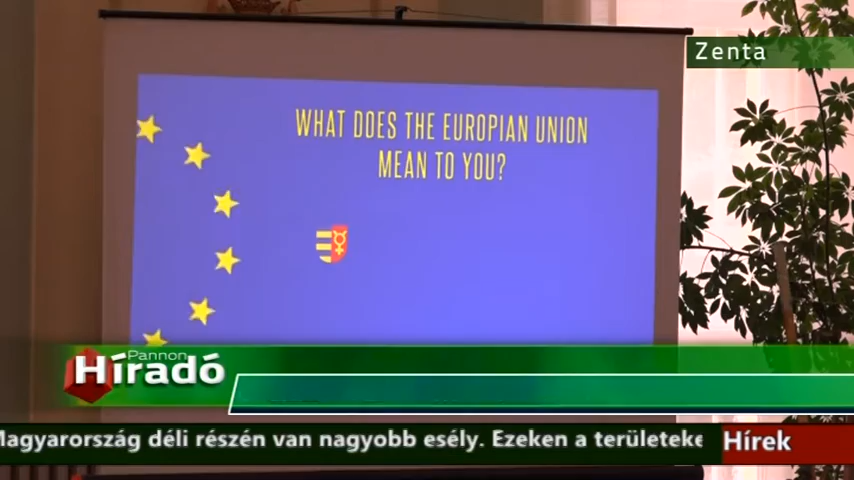 Zenta
WHAT DOES THE EUROPIAN UNION
MEAN TO YOU?
Pannon
Híradó
Magyarország déli részén van nagyobb esély. Ezeken a területeke
Hírek